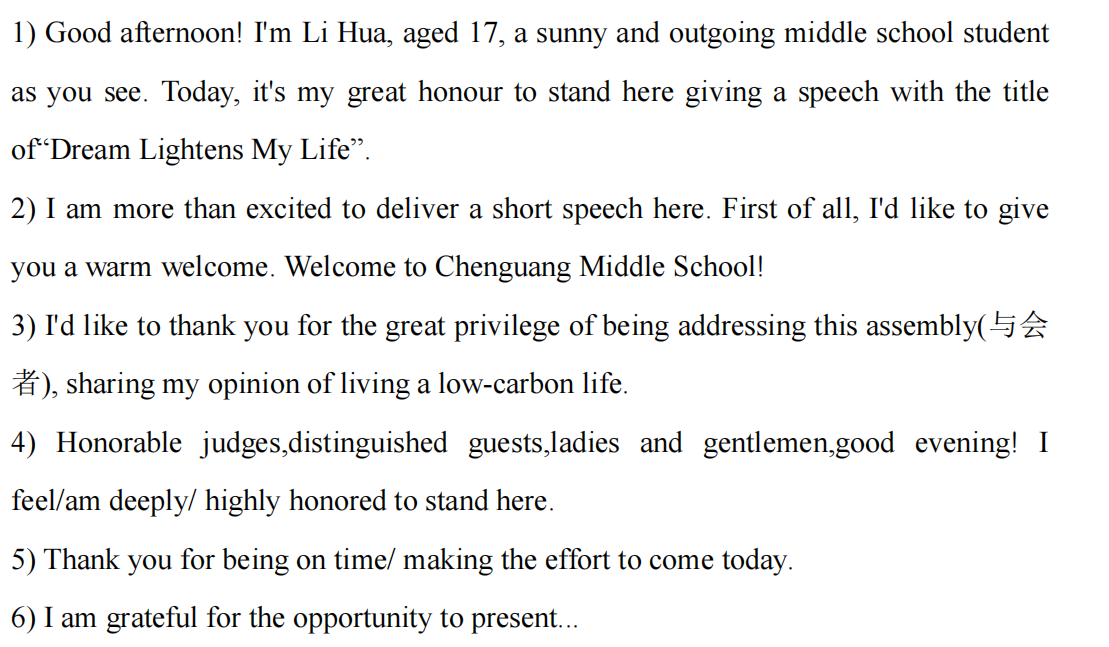 1) Good afternoon! I'm Li Hua, aged 17, a sunny and outgoing middle school student
as you see. Today, it's my great honour to stand here giving a speech with the title
of“Dream Lightens My Life”.
2) I am more than excited to deliver a short speech here. First of all, I'd like to give
you a warm welcome. Welcome to Chenguang Middle School!
3) I'd like to thank you for the great privilege of being addressing this assembly(与会
者), sharing my opinion of living a low-carbon life.
4) Honorable judges,distinguished guests,ladies and gentlemen,good evening! I
feel/am deeply/ highly honored to stand here.
5) Thank you for being on time/ making the effort to come today.
6) I am grateful for the opportunity to present...